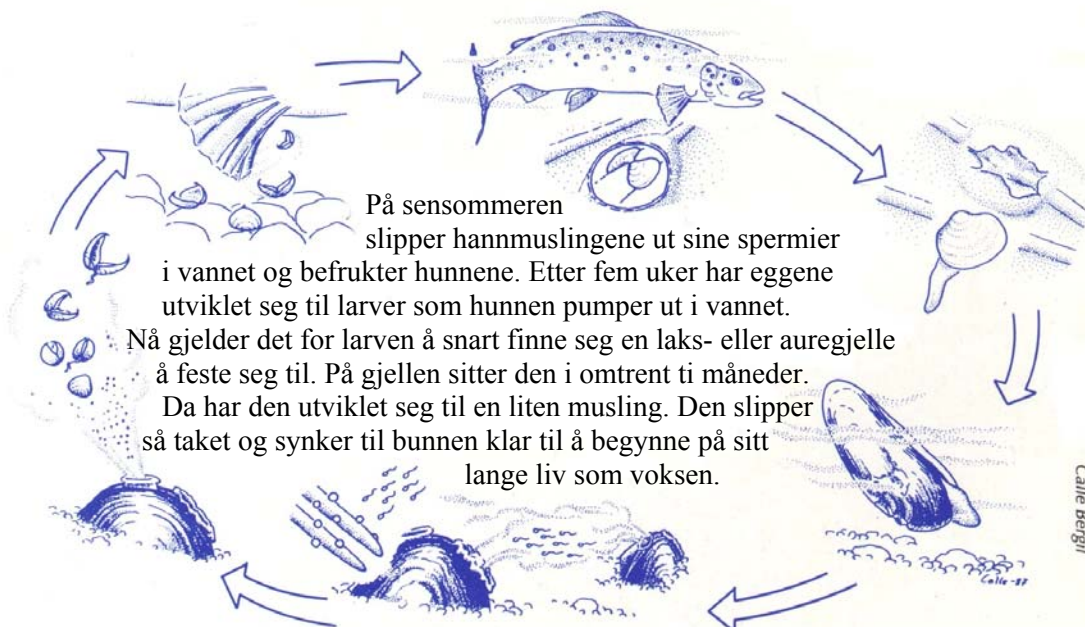 På sensommeren
slipper hannmuslingene ut sine spermier
i vannet og befrukter hunnene. Etter fem uker har eggene
utviklet seg til larver som hunnen pumper ut i vannet.
Nå gjelder det for larven å snart finne seg en laks- eller auregjelle
å feste seg til. På gjellen sitter den i omtrent ti måneder.
Da har den utviklet seg til en liten musling. Den slipper
så taket og synker til bunnen klar til å begynne på sitt
lange liv som voksen.
Calle-87